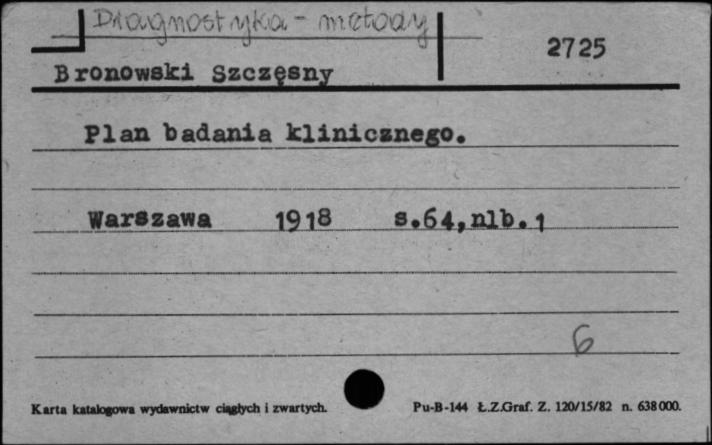 Diagnostyka - metody
2725
Bronowski Szczęsny
Plan badania klinicznego.
Warszawa 1918 s.64,nlb.1
6
Karta katalogowa wydawnictw ciągłych i zwartych. Pu-B-144 Ł.Z.Graf. Z. 120/15/82 n. 638000.